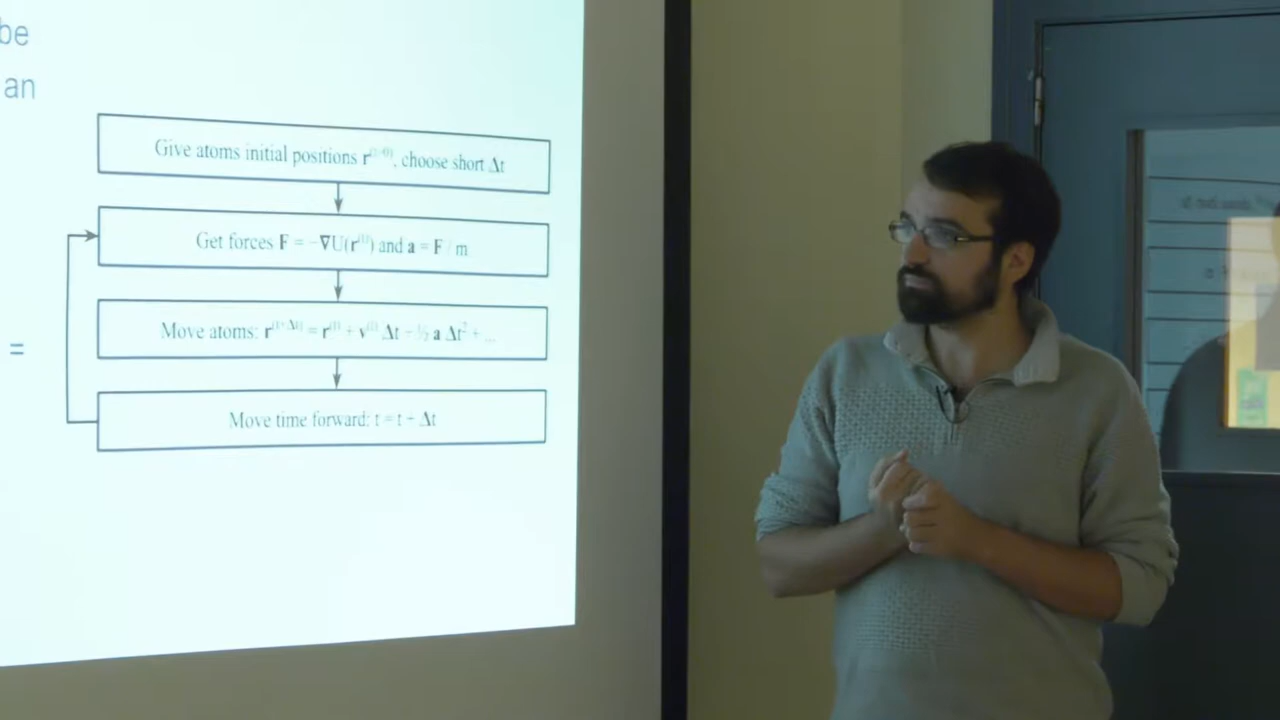 be
an
Give atoms initial positions r⁽ᵗ⁼⁰⁾, choose short Δt
Get forces F = −∇U(r⁽ⁱ⁾) and a = F / m
Move atoms: r⁽ⁱ⁺Δᵗ⁾ = r⁽ⁱ⁾ + v⁽ⁱ⁾ Δt + ½ a Δt² + ...
=
Move time forward: t = t + Δt